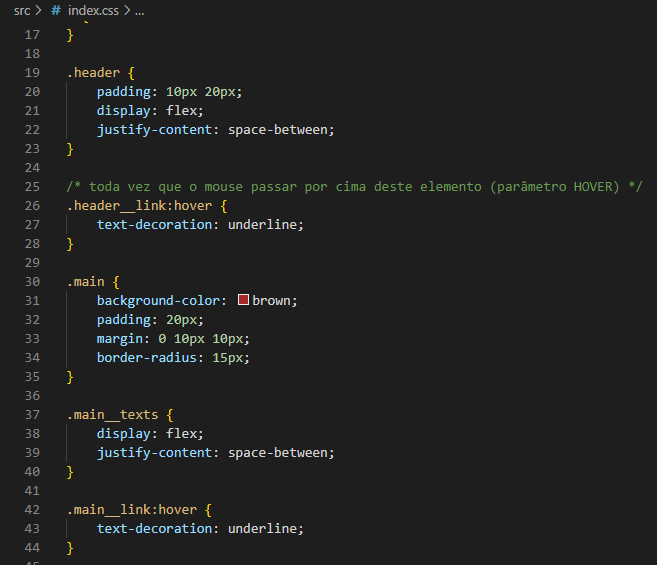 src > # index.css > ...
17 }
18
19 .header {
20 padding: 10px 20px;
21 display: flex;
22 justify-content: space-between;
23 }
24
25 /* toda vez que o mouse passar por cima deste elemento (parâmetro HOVER) */
26 .header__link:hover {
27 text-decoration: underline;
28 }
29
30 .main {
31 background-color: brown;
32 padding: 20px;
33 margin: 0 10px 10px;
34 border-radius: 15px;
35 }
36
37 .main__texts {
38 display: flex;
39 justify-content: space-between;
40 }
41
42 .main__link:hover {
43 text-decoration: underline;
44 }